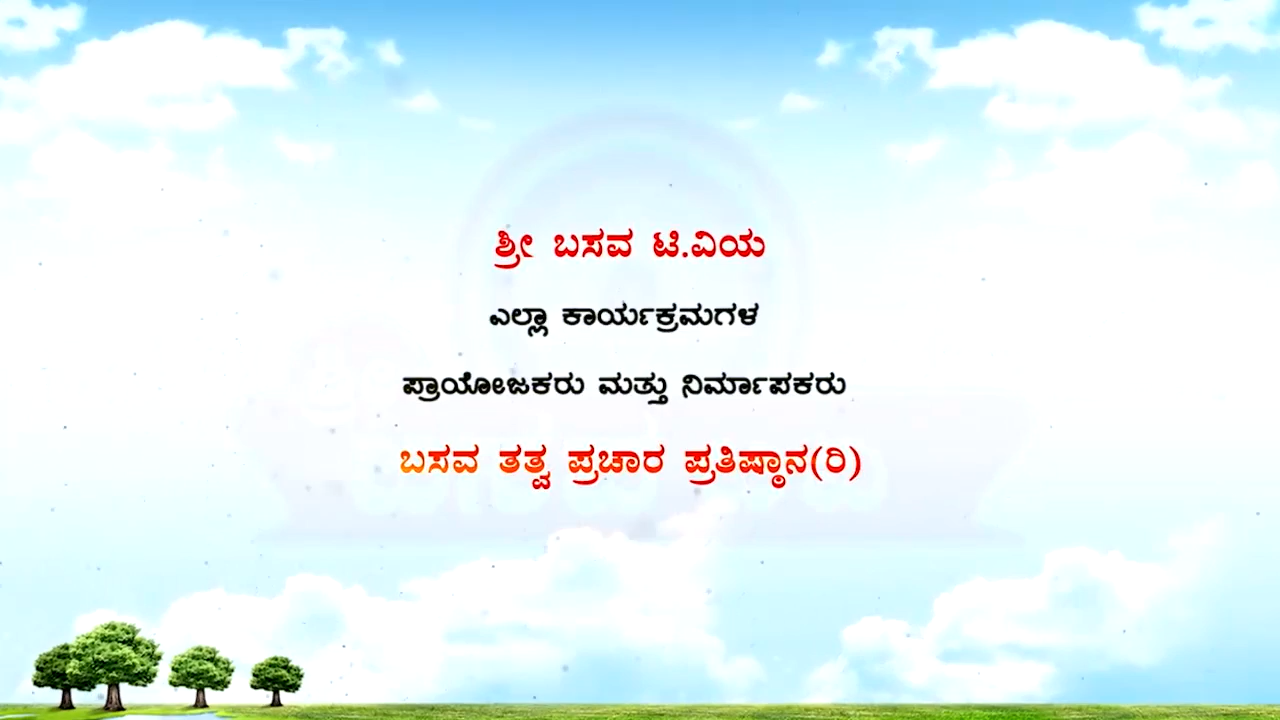 ಶ್ರೀ ಬಸವ ಟಿ.ವಿಯ
ಎಲ್ಲಾ ಕಾರ್ಯಕ್ರಮಗಳ
ಪ್ರಾಯೋಜಕರು ಮತ್ತು ನಿರ್ಮಾಪಕರು
ಬಸವ ತತ್ವ ಪ್ರಚಾರ ಪ್ರತಿಷ್ಠಾನ(ರಿ)